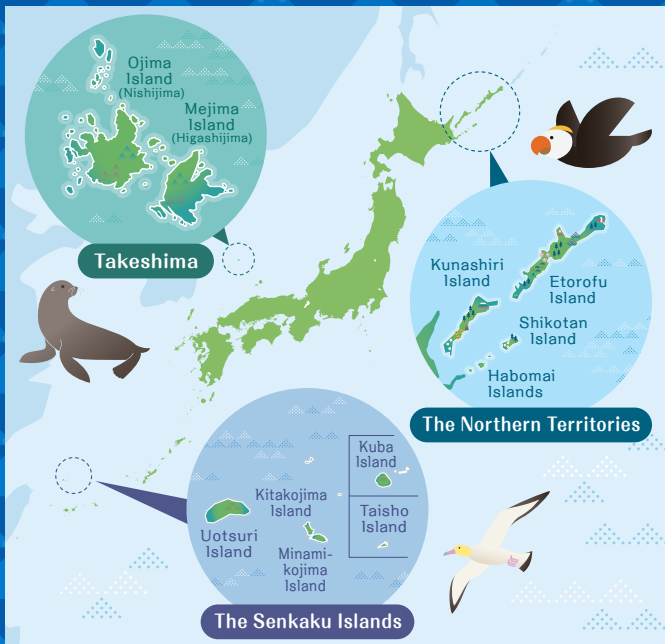 Ojima
Island
(Nishijima)
Mejima
Island
(Higashijima)
Takeshima
Kunashiri
Island
Etorofu
Island
Shikotan
Island
Habomai
Islands
The Northern Territories
Kuba
Island
Kitakojima
Island
Taisho
Island
Uotsuri
Island
Minami-
kojima
Island
The Senkaku Islands